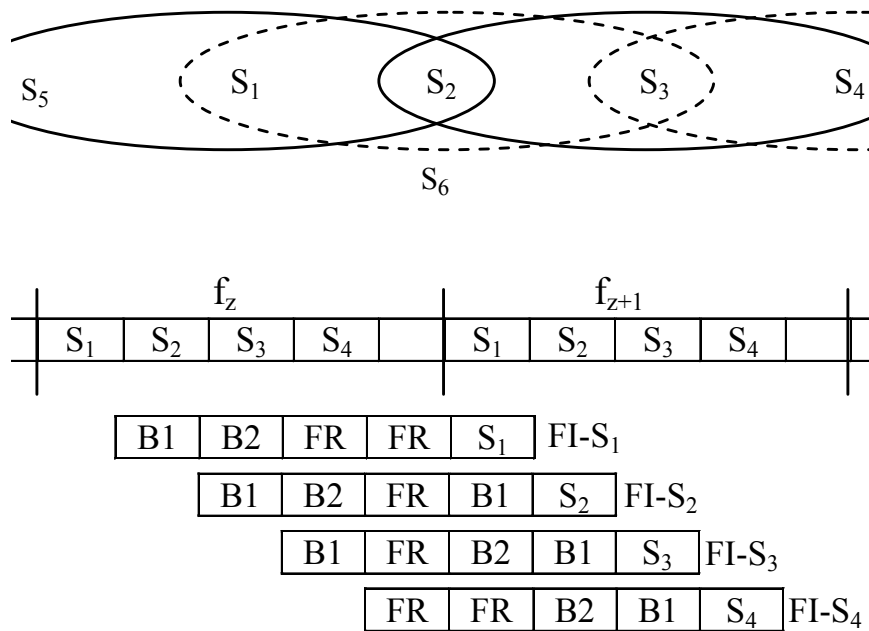 S₅ S₁ S₂ S₃ S₄
S₆
f_z f_{z+1}
S₁ S₂ S₃ S₄ S₁ S₂ S₃ S₄
B1 B2 FR FR S₁ FI-S₁
B1 B2 FR B1 S₂ FI-S₂
B1 FR B2 B1 S₃ FI-S₃
FR FR B2 B1 S₄ FI-S₄